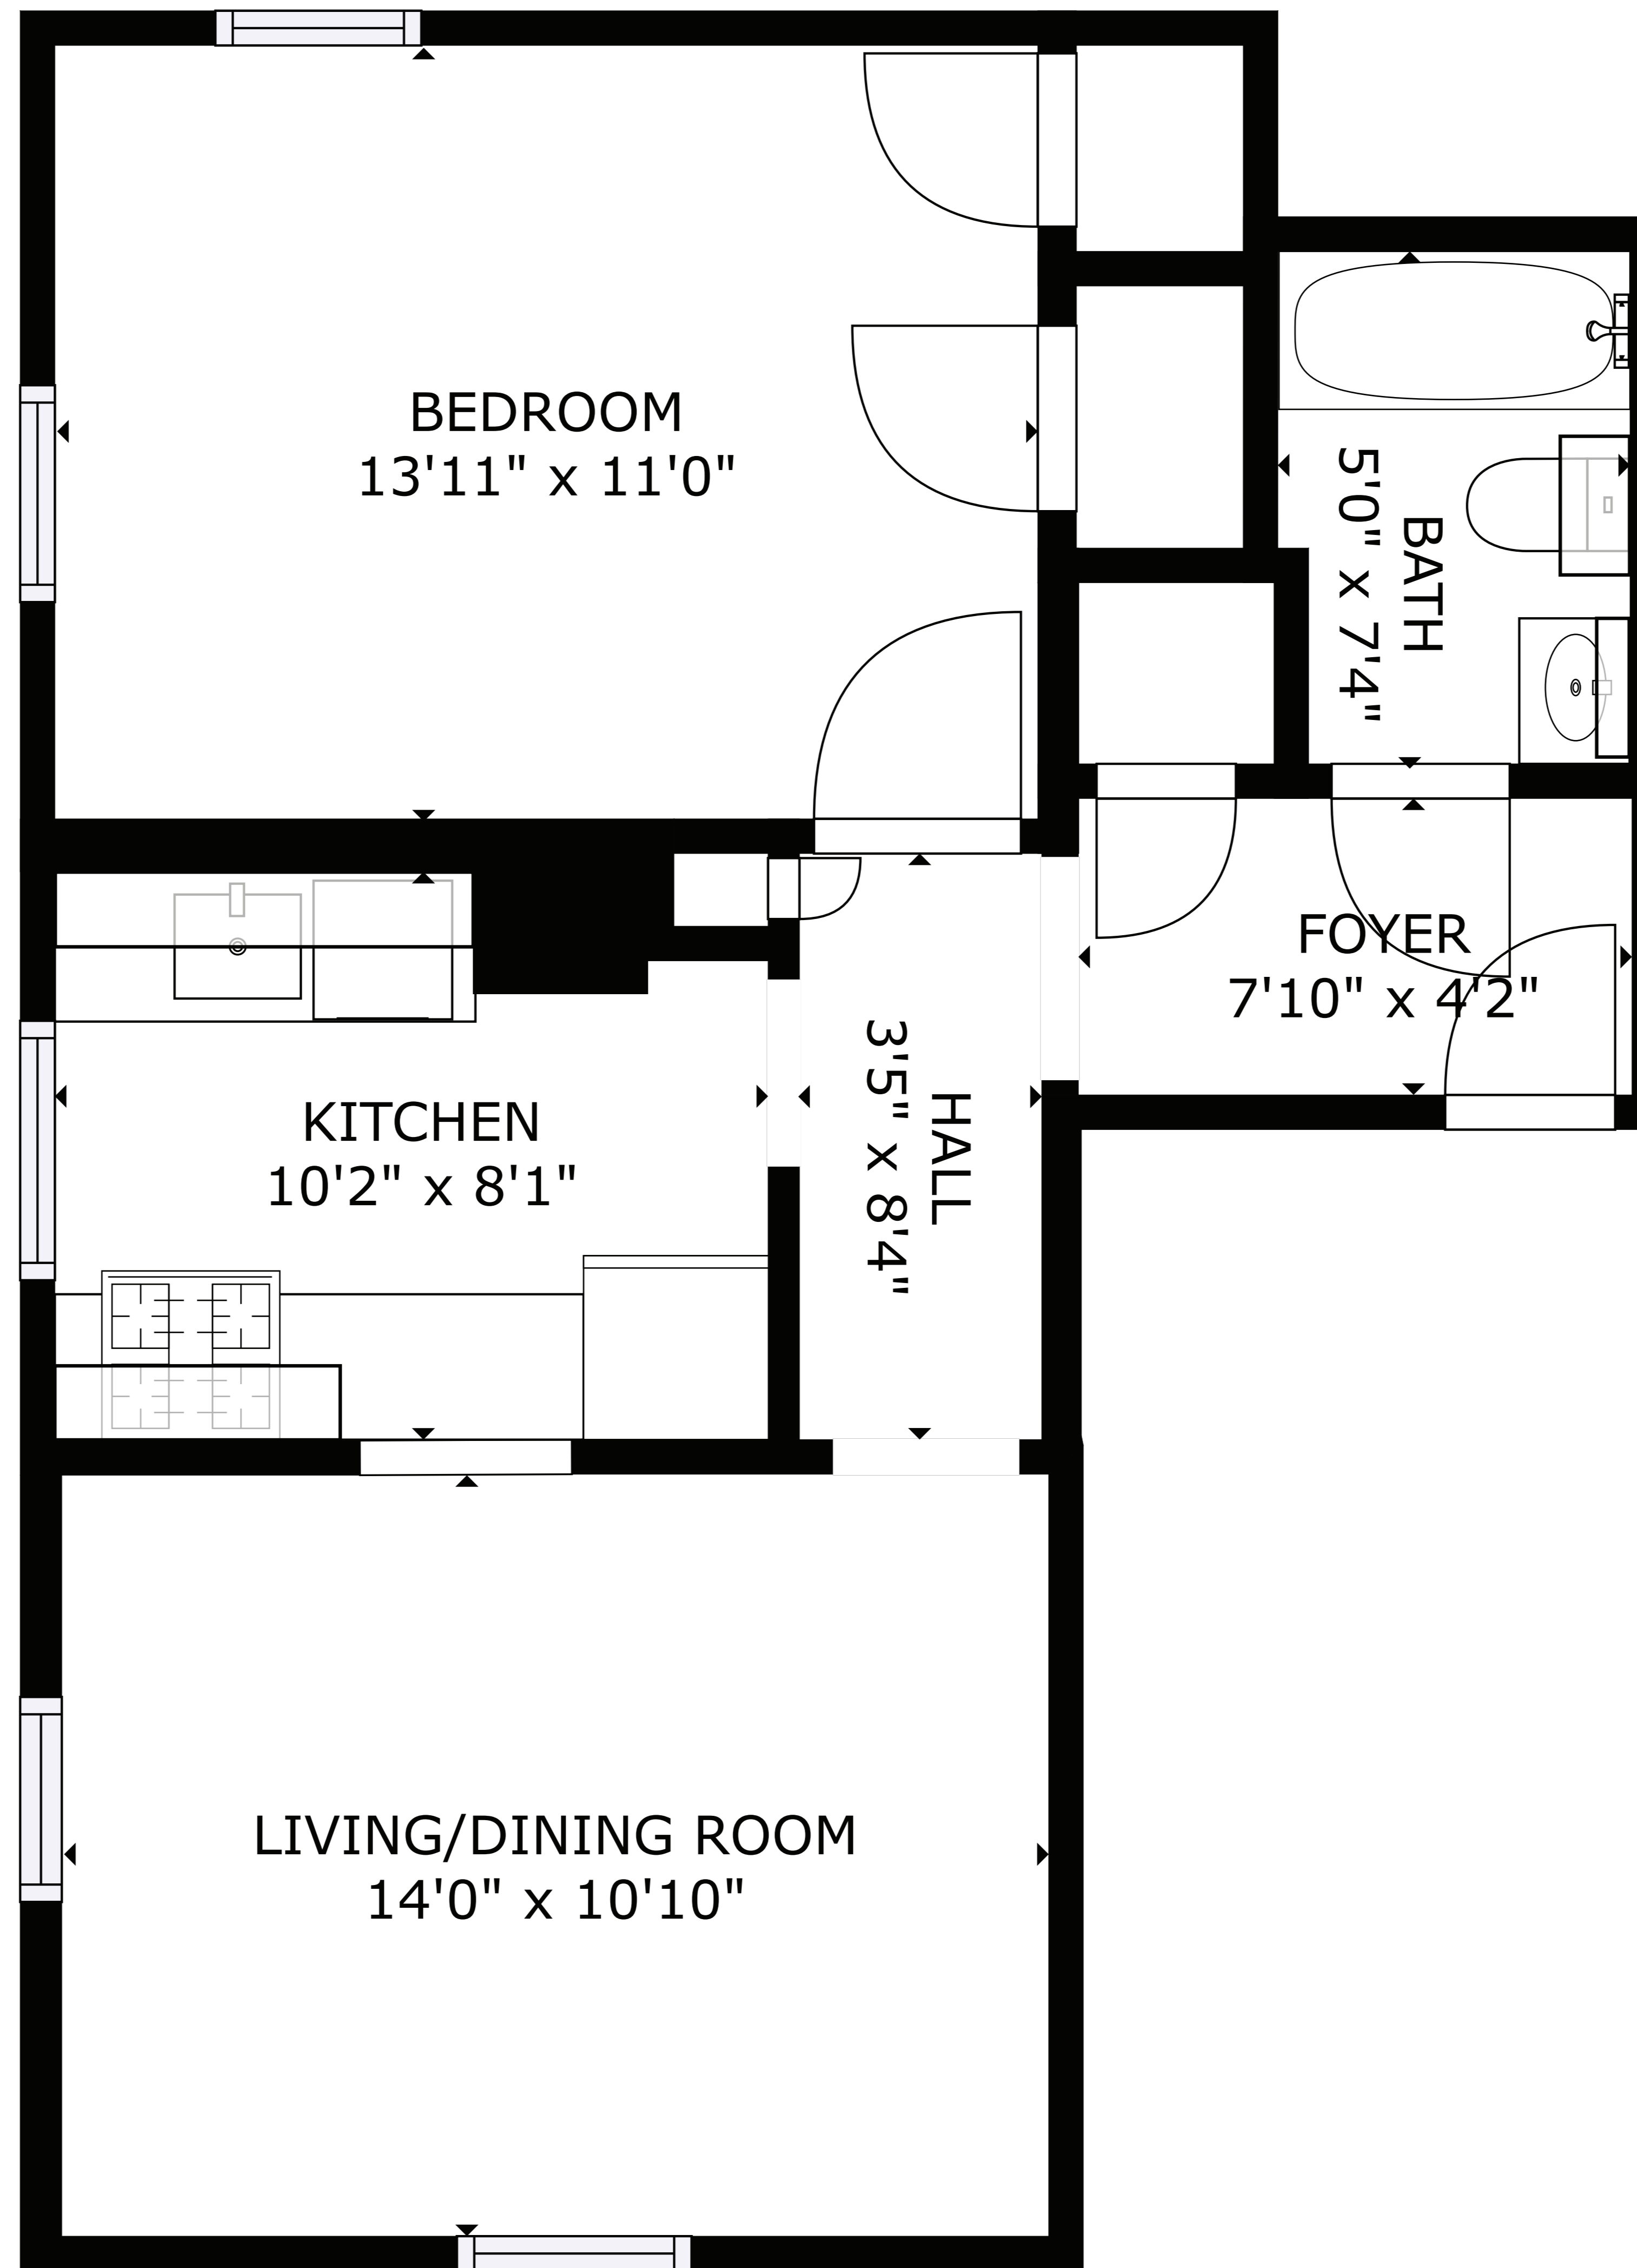 BEDROOM
13'11" x 11'0"
BATH
5'0" x 7'4"
FOYER
7'10" x 4'2"
KITCHEN
10'2" x 8'1"
HALL
3'5" x 8'4"
LIVING/DINING ROOM
14'0" x 10'10"